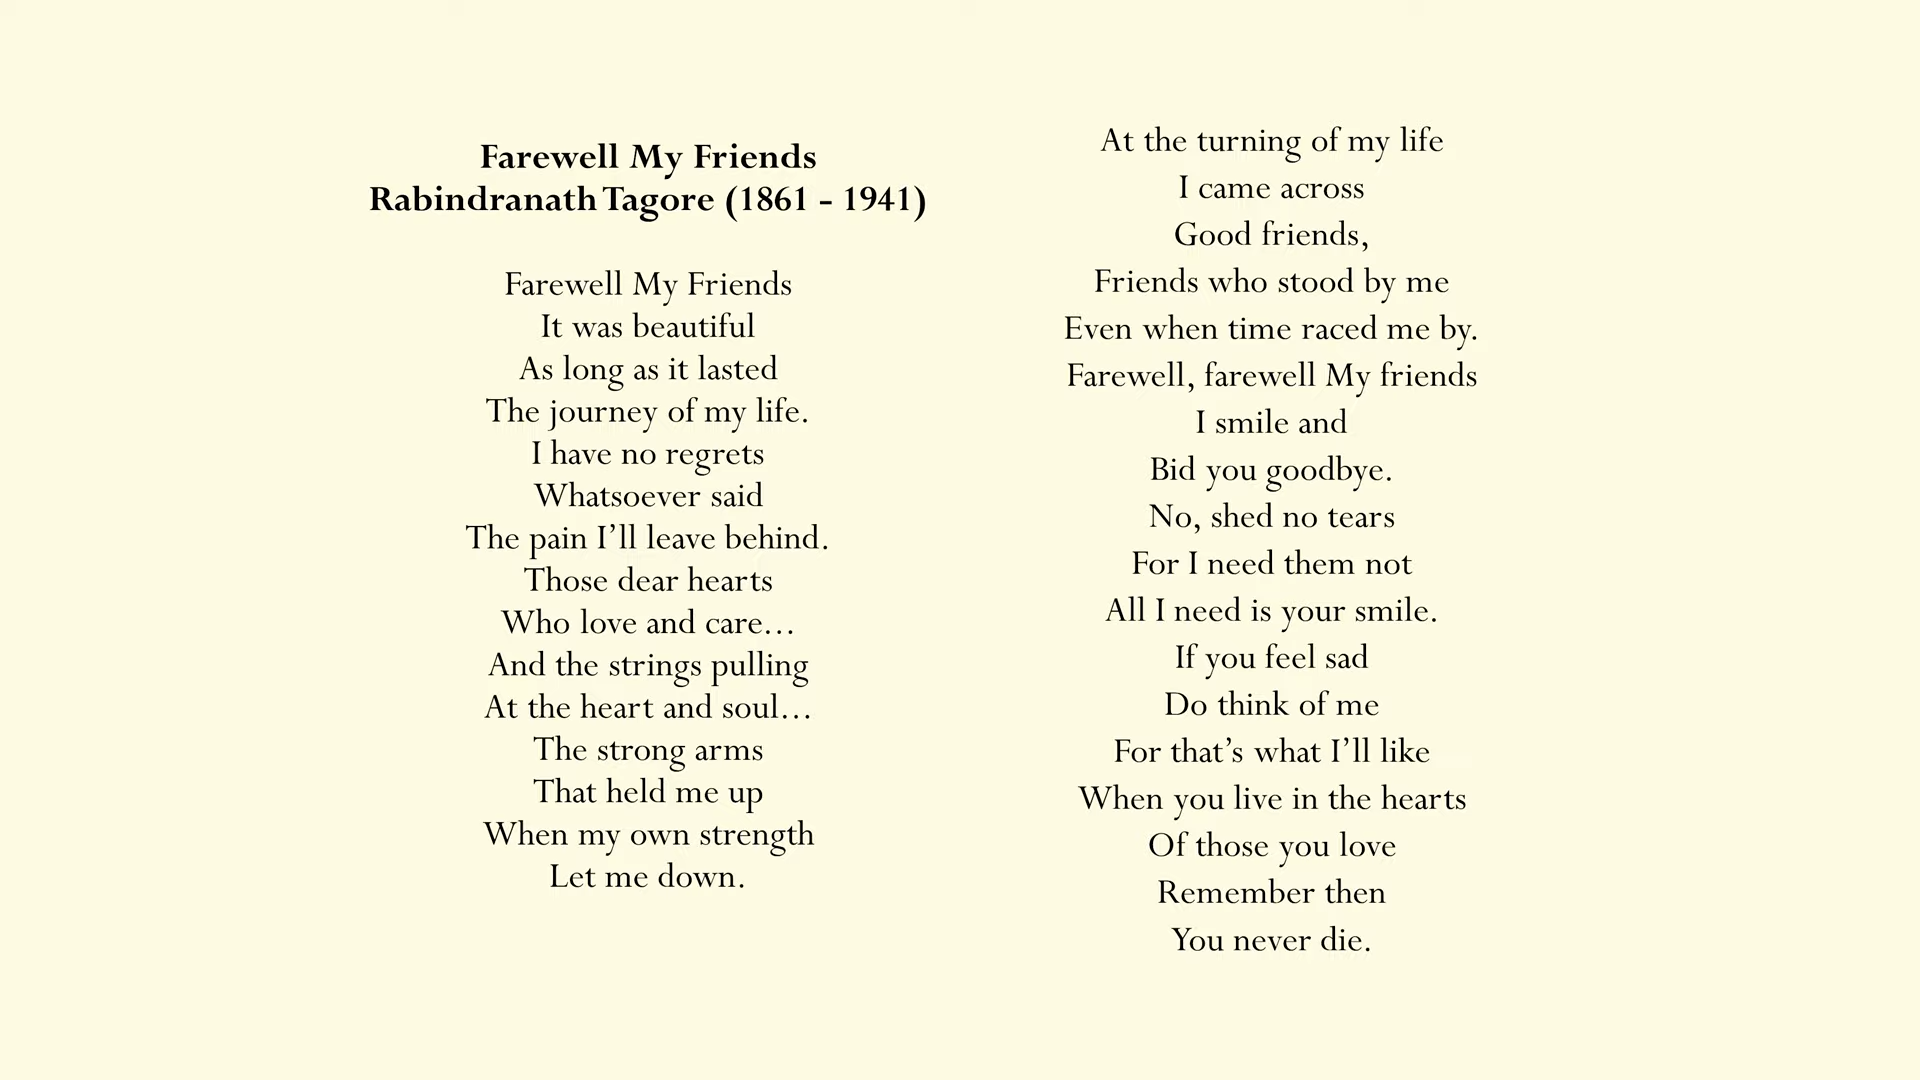 Farewell My Friends
Rabindranath Tagore (1861 - 1941)
Farewell My Friends
It was beautiful
As long as it lasted
The journey of my life.
I have no regrets
Whatsoever said
The pain I’ll leave behind.
Those dear hearts
Who love and care…
And the strings pulling
At the heart and soul…
The strong arms
That held me up
When my own strength
Let me down.
At the turning of my life
I came across
Good friends,
Friends who stood by me
Even when time raced me by.
Farewell, farewell My friends
I smile and
Bid you goodbye.
No, shed no tears
For I need them not
All I need is your smile.
If you feel sad
Do think of me
For that’s what I’ll like
When you live in the hearts
Of those you love
Remember then
You never die.